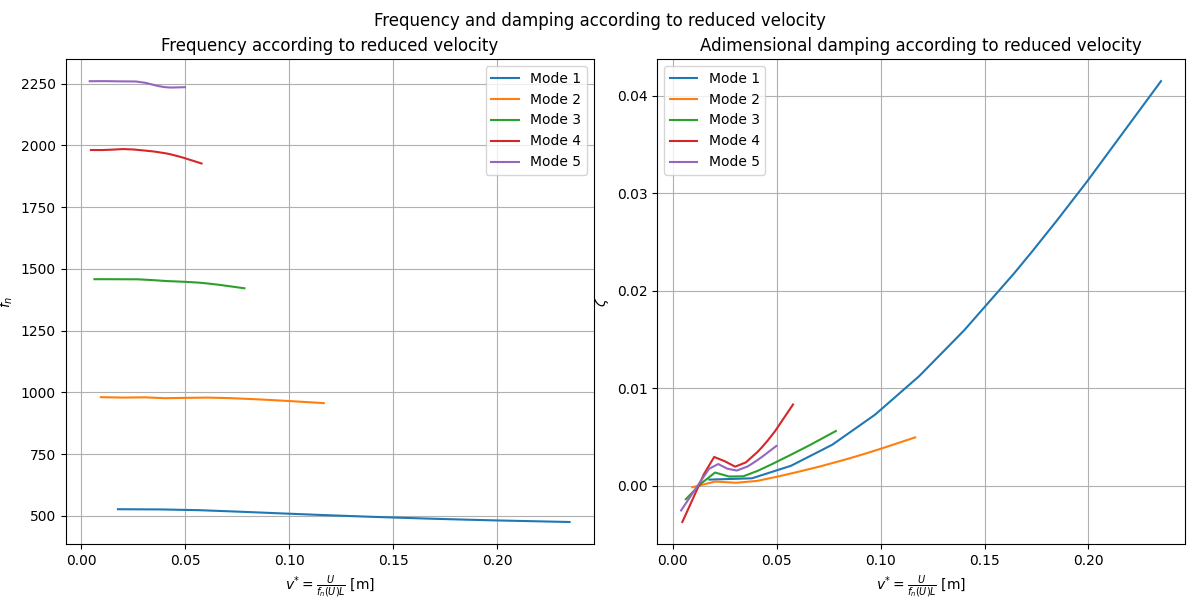 Frequency and damping according to reduced velocity
Frequency according to reduced velocity
2250
2000
1750
1500
1250
1000
750
500
0.00 0.05 0.10 0.15 0.20
fₙ
v* = U/(fₙ(U)L) [m]
Mode 1
Mode 2
Mode 3
Mode 4
Mode 5
Adimensional damping according to reduced velocity
0.04
0.03
0.02
0.01
0.00
0.00 0.05 0.10 0.15 0.20
ζ
v* = U/(fₙ(U)L) [m]
Mode 1
Mode 2
Mode 3
Mode 4
Mode 5